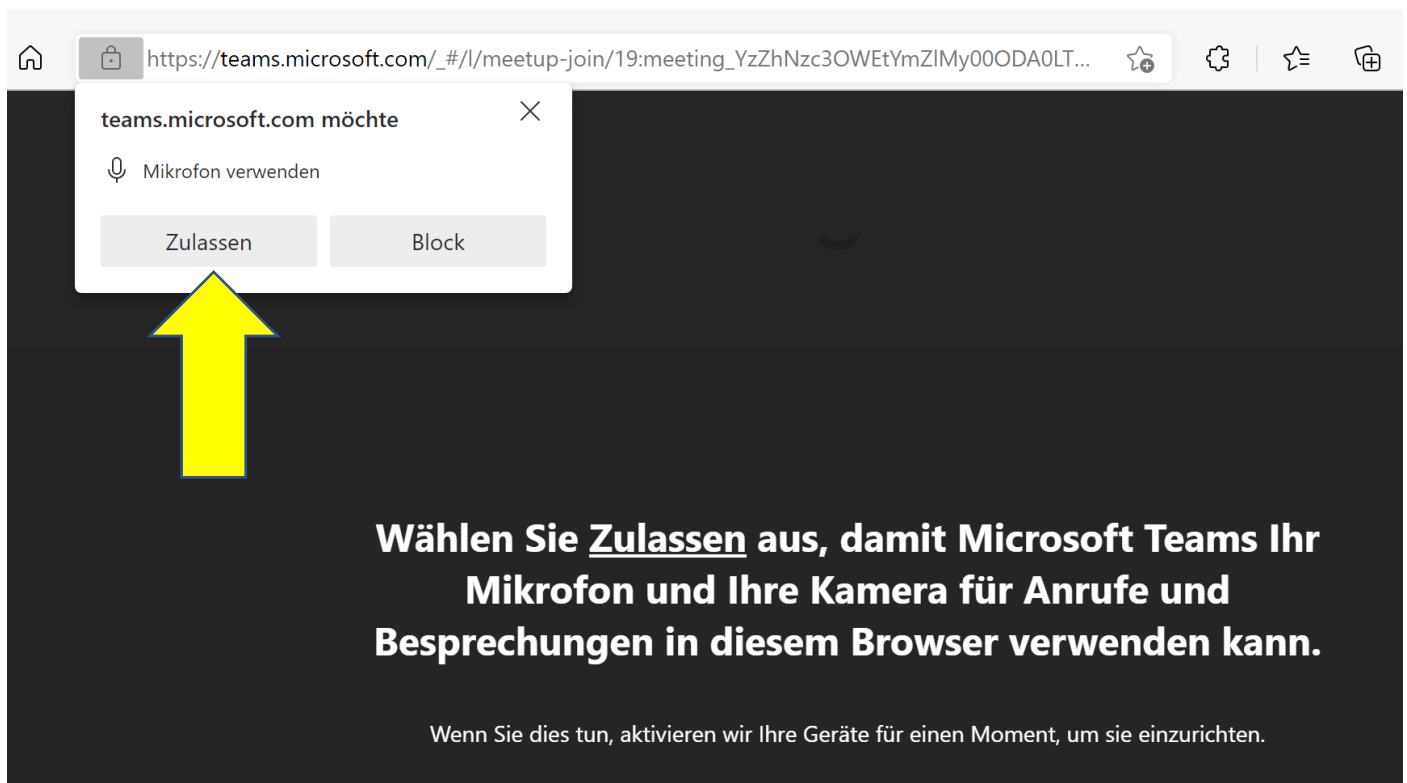 https://teams.microsoft.com/_#/l/meetup-join/19:meeting_YzZhNzc3OWEtYmZlMy00ODA0LT...
teams.microsoft.com möchte
Mikrofon verwenden
Zulassen Block
Wählen Sie Zulassen aus, damit Microsoft Teams Ihr
Mikrofon und Ihre Kamera für Anrufe und
Besprechungen in diesem Browser verwenden kann.
Wenn Sie dies tun, aktivieren wir Ihre Geräte für einen Moment, um sie einzurichten.